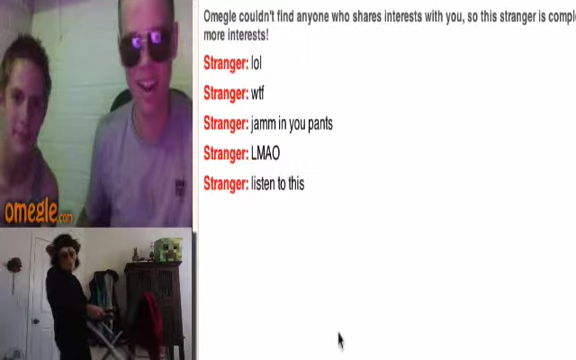 Omegle couldn't find anyone who shares interests with you, so this stranger is comple
more interests!
Stranger: lol
Stranger: wtf
Stranger: jamm in you pants
Stranger: LMAO
Stranger: listen to this
omegle.com